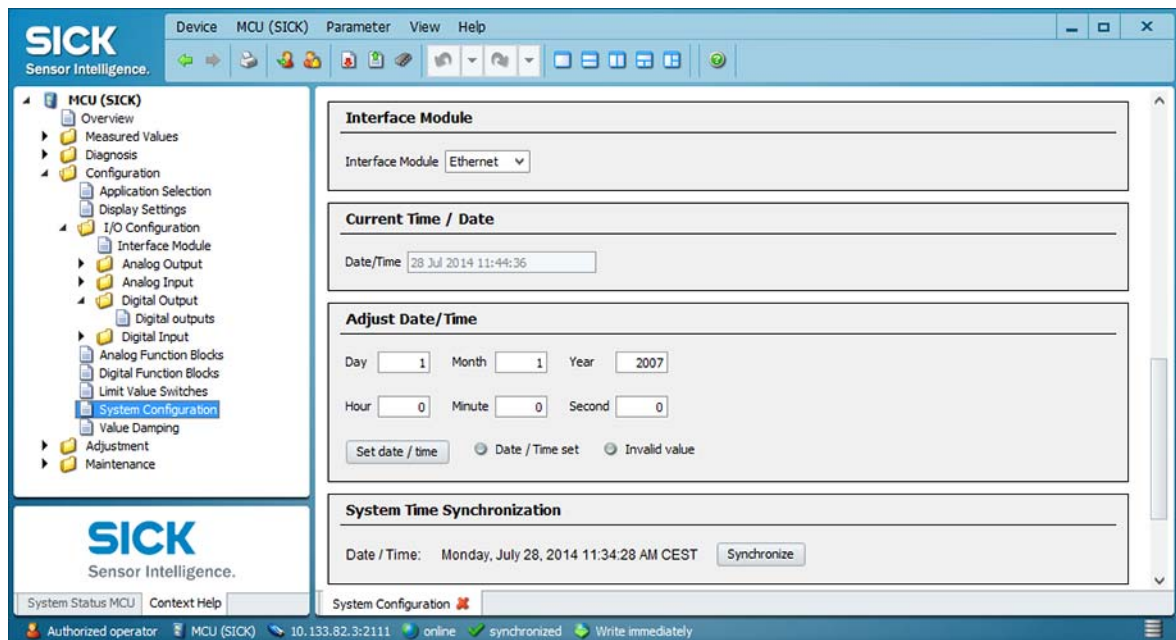 SICK
Sensor Intelligence.
Device MCU (SICK) Parameter View Help
MCU (SICK)
Overview
Measured Values
Diagnosis
Configuration
Application Selection
Display Settings
I/O Configuration
Interface Module
Analog Output
Analog Input
Digital Output
Digital outputs
Digital Input
Analog Function Blocks
Digital Function Blocks
Limit Value Switches
System Configuration
Value Damping
Adjustment
Maintenance
SICK
Sensor Intelligence.
System Status MCU Context Help
Interface Module
Interface Module Ethernet
Current Time / Date
Date/Time 28 Jul 2014 11:44:36
Adjust Date/Time
Day 1 Month 1 Year 2007
Hour 0 Minute 0 Second 0
Set date / time Date / Time set Invalid value
System Time Synchronization
Date / Time: Monday, July 28, 2014 11:34:28 AM CEST Synchronize
System Configuration
Authorized operator MCU (SICK) 10.133.82.3:2111 online synchronized Write immediately